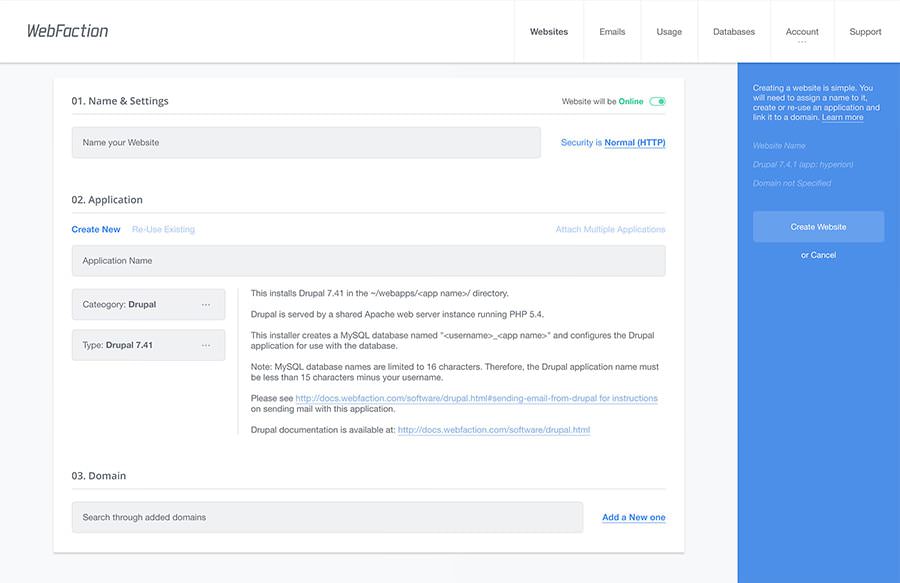 WebFaction
Websites
Emails
Usage
Databases
Account
...
Support
01. Name & Settings
Website will be Online
Name your Website
Security is Normal (HTTP)
02. Application
Create New
Re-Use Existing
Attach Multiple Applications
Application Name
Cateogory: Drupal
...
Type: Drupal 7.41
...
This installs Drupal 7.41 in the ~/webapps/<app name>/ directory.
Drupal is served by a shared Apache web server instance running PHP 5.4.
This installer creates a MySQL database named "<username>_<app name>" and configures the Drupal
application for use with the database.
Note: MySQL database names are limited to 16 characters. Therefore, the Drupal application name must
be less than 15 characters minus your username.
Please see http://docs.webfaction.com/software/drupal.html#sending-email-from-drupal for instructions
on sending mail with this application.
Drupal documentation is available at: http://docs.webfaction.com/software/drupal.html
03. Domain
Search through added domains
Add a New one
Creating a website is simple. You
will need to assign a name to it,
create or re-use an application and
link it to a domain. Learn more
Website Name
Drupal 7.4.1 (app: hyperion)
Domain not Specified
Create Website
or Cancel